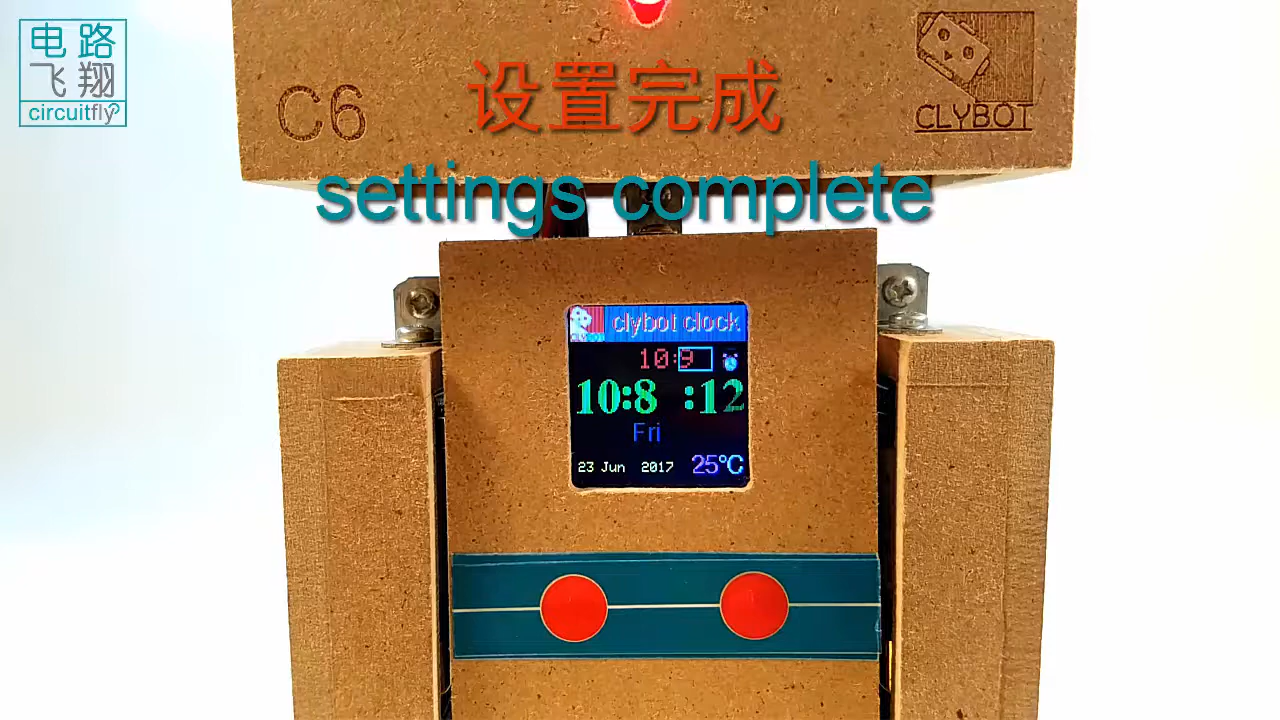 电路
飞翔
circuitfly?
C6
CLYBOT
设置完成
settings complete
CLYBOT
clybot clock
10:9
10:8 :12
Fri
23 Jun 2017 25°C